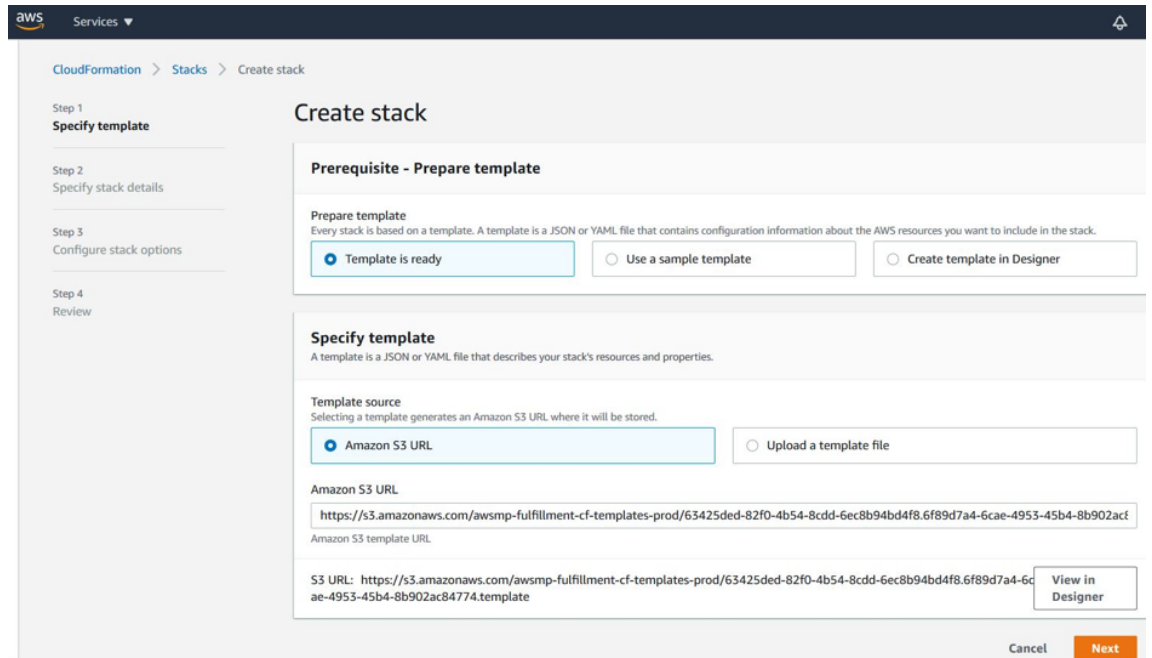 aws
Services ▼
CloudFormation > Stacks > Create stack
Step 1
Specify template
Step 2
Specify stack details
Step 3
Configure stack options
Step 4
Review
Create stack
Prerequisite - Prepare template
Prepare template
Every stack is based on a template. A template is a JSON or YAML file that contains configuration information about the AWS resources you want to include in the stack.
Template is ready
Use a sample template
Create template in Designer
Specify template
A template is a JSON or YAML file that describes your stack's resources and properties.
Template source
Selecting a template generates an Amazon S3 URL where it will be stored.
Amazon S3 URL
Upload a template file
Amazon S3 URL
https://s3.amazonaws.com/awsmp-fulfillment-cf-templates-prod/63425ded-82f0-4b54-8cdd-6ec8b94bd4f8.6f89d7a4-6cae-4953-45b4-8b902ac8
Amazon S3 template URL
S3 URL: https://s3.amazonaws.com/awsmp-fulfillment-cf-templates-prod/63425ded-82f0-4b54-8cdd-6ec8b94bd4f8.6f89d7a4-6c
ae-4953-45b4-8b902ac84774.template
View in
Designer
Cancel
Next